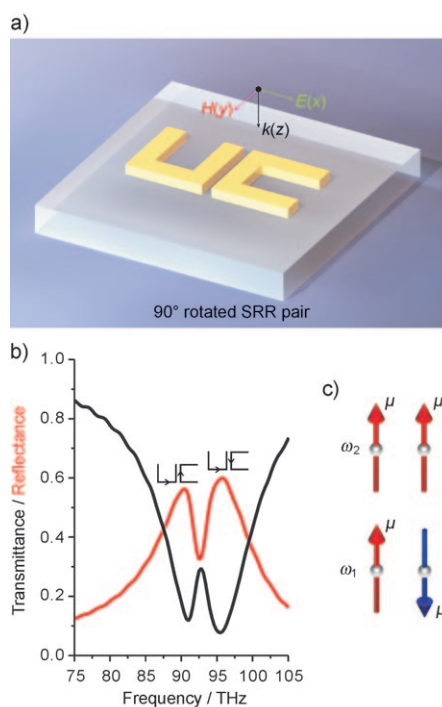 a)
E(x)
H(y)
k(z)
90° rotated SRR pair
b)
1.0
0.8
0.6
0.4
0.2
0.0
Transmittance / Reflectance
75 80 85 90 95 100 105
Frequency / THz
c)
μ μ
ω2
μ
ω1
μ